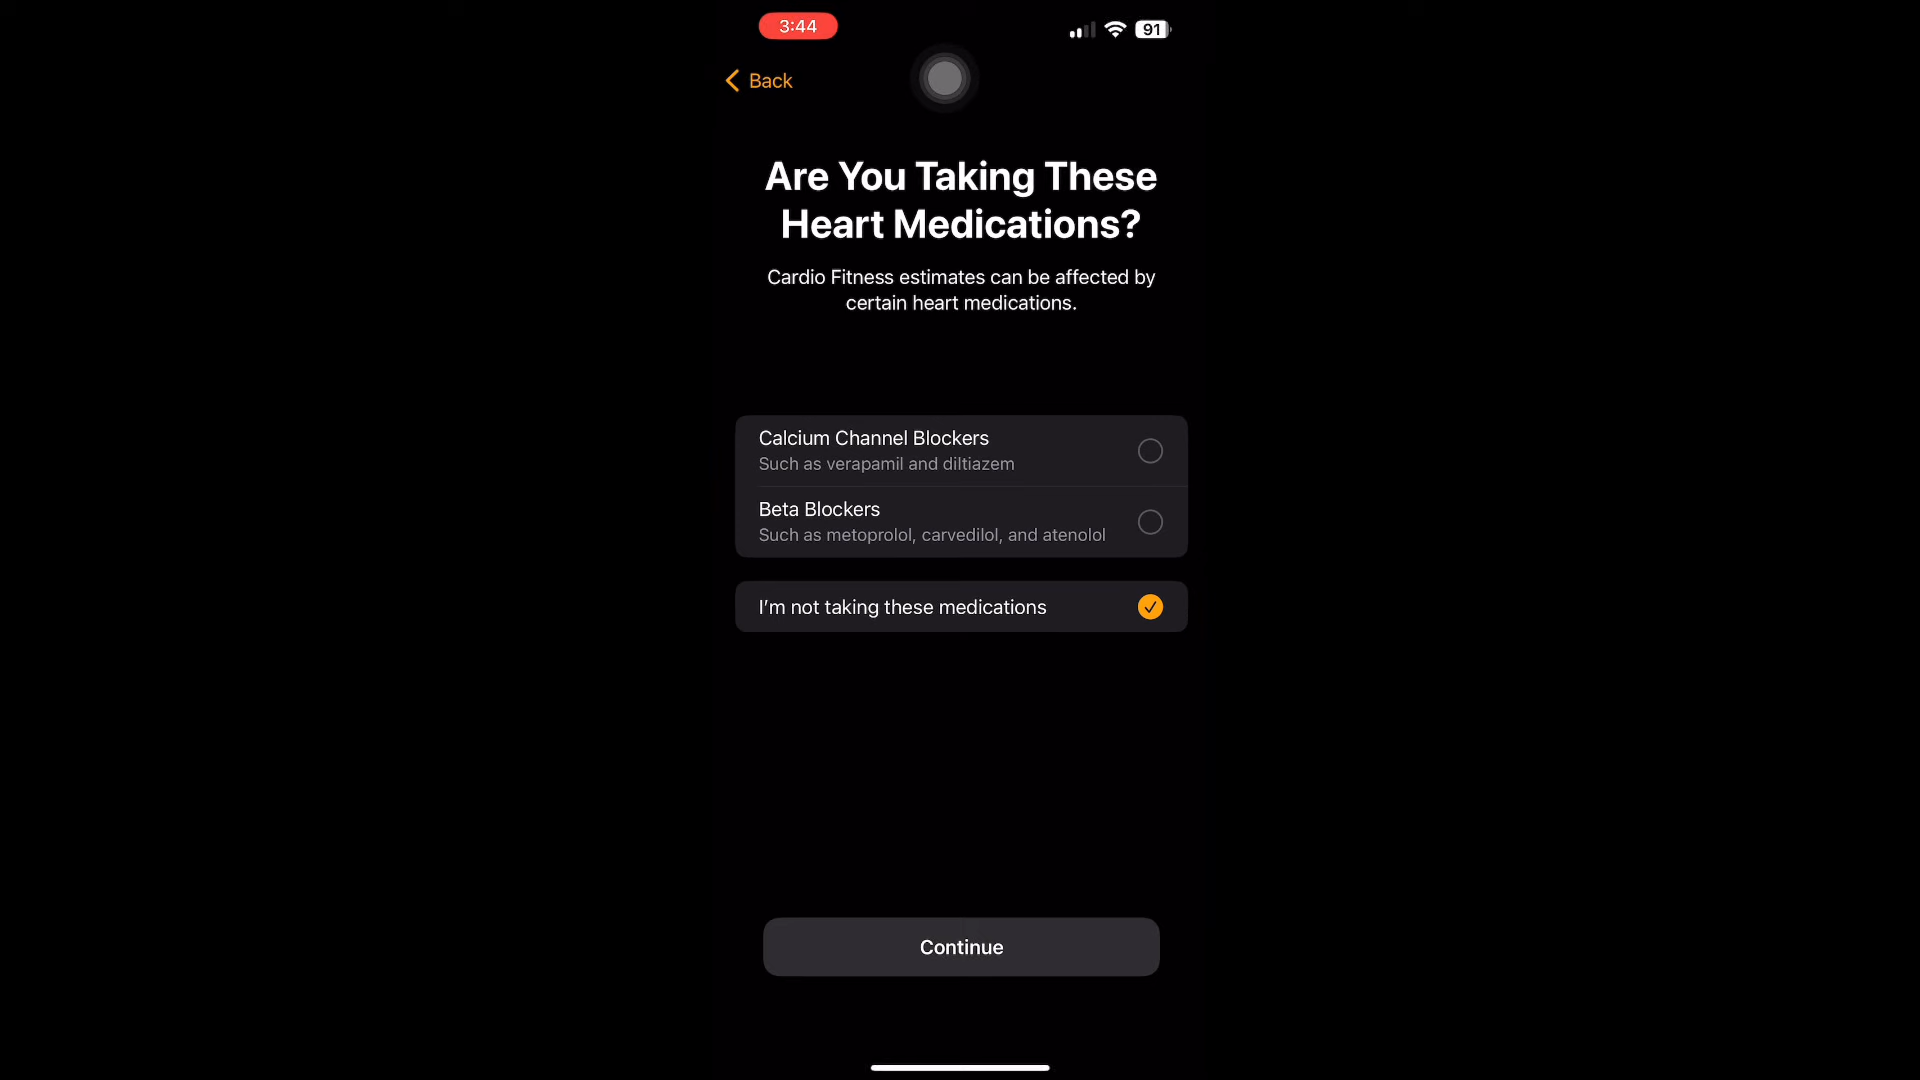 3:44
91
Back
Are You Taking These
Heart Medications?
Cardio Fitness estimates can be affected by
certain heart medications.
Calcium Channel Blockers
Such as verapamil and diltiazem
Beta Blockers
Such as metoprolol, carvedilol, and atenolol
I’m not taking these medications
Continue